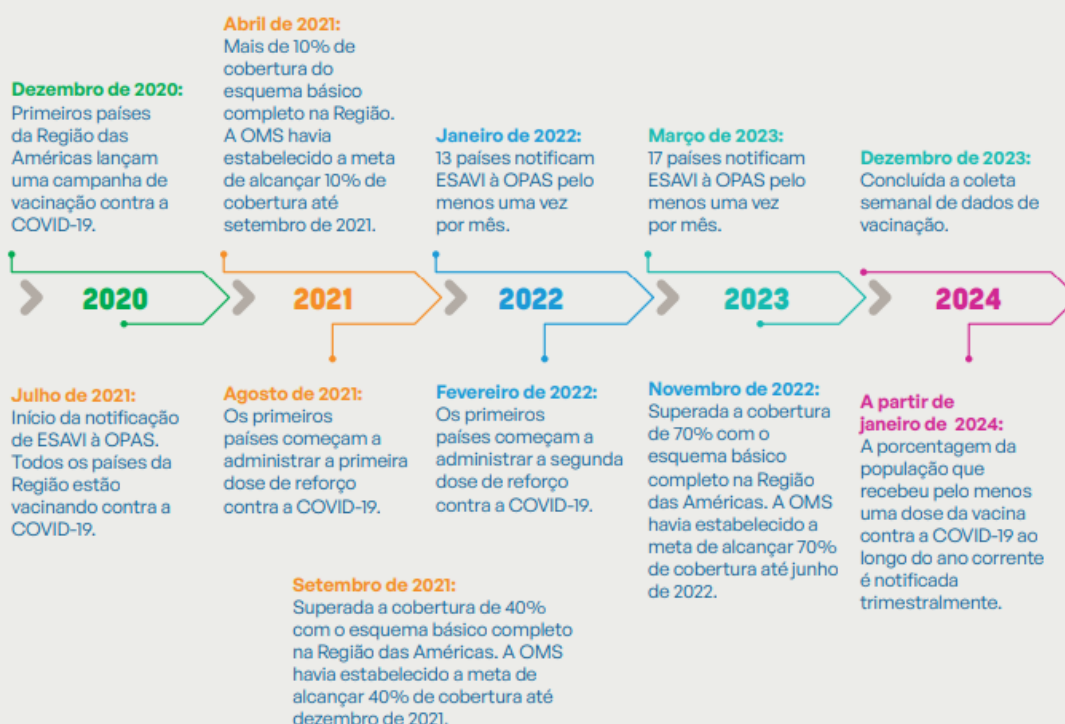 Dezembro de 2020:
Primeiros países
da Região das
Américas lançam
uma campanha de
vacinação contra a
COVID-19.
Abril de 2021:
Mais de 10% de
cobertura do
esquema básico
completo na Região.
A OMS havia
estabelecido a meta
de alcançar 10% de
cobertura até
setembro de 2021.
Janeiro de 2022:
13 países notificam
ESAVI à OPAS pelo
menos uma vez
por mês.
Março de 2023:
17 países notificam
ESAVI à OPAS pelo
menos uma vez
por mês.
Dezembro de 2023:
Concluída a coleta
semanal de dados de
vacinação.
2020
2021
2022
2023
2024
Julho de 2021:
Início da notificação
de ESAVI à OPAS.
Todos os países da
Região estão
vacinando contra a
COVID-19.
Agosto de 2021:
Os primeiros
países começam a
administrar a primeira
dose de reforço
contra a COVID-19.
Setembro de 2021:
Superada a cobertura de 40%
com o esquema básico completo
na Região das Américas. A OMS
havia estabelecido a meta de
alcançar 40% de cobertura até
dezembro de 2021.
Fevereiro de 2022:
Os primeiros
países começam a
administrar a segunda
dose de reforço
contra a COVID-19.
Novembro de 2022:
Superada a cobertura
de 70% com o
esquema básico
completo na Região
das Américas. A OMS
havia estabelecido a
meta de alcançar 70%
de cobertura até junho
de 2022.
A partir de
janeiro de 2024:
A porcentagem da
população que
recebeu pelo menos
uma dose da vacina
contra a COVID-19 ao
longo do ano corrente
é notificada
trimestralmente.